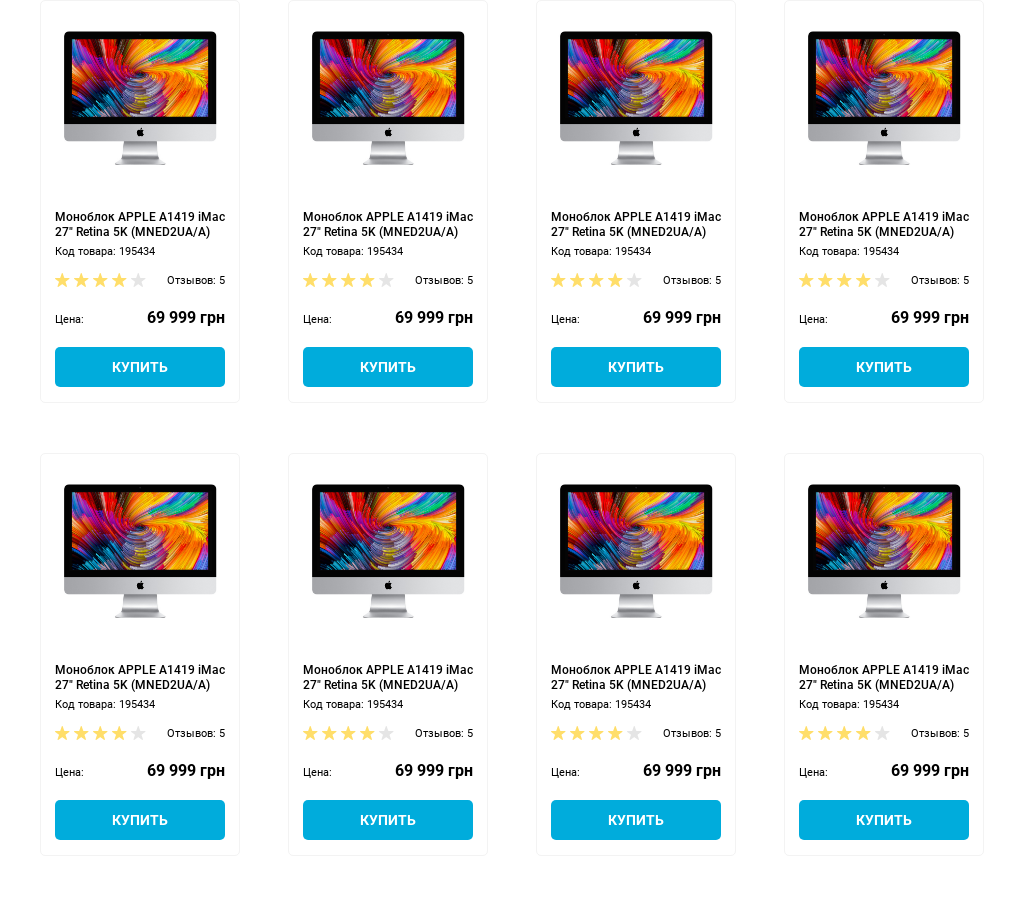 Моноблок APPLE A1419 iMac
27" Retina 5K (MNED2UA/A)
Код товара: 195434
Отзывов: 5
Цена: 69 999 грн
КУПИТЬ
Моноблок APPLE A1419 iMac
27" Retina 5K (MNED2UA/A)
Код товара: 195434
Отзывов: 5
Цена: 69 999 грн
КУПИТЬ
Моноблок APPLE A1419 iMac
27" Retina 5K (MNED2UA/A)
Код товара: 195434
Отзывов: 5
Цена: 69 999 грн
КУПИТЬ
Моноблок APPLE A1419 iMac
27" Retina 5K (MNED2UA/A)
Код товара: 195434
Отзывов: 5
Цена: 69 999 грн
КУПИТЬ
Моноблок APPLE A1419 iMac
27" Retina 5K (MNED2UA/A)
Код товара: 195434
Отзывов: 5
Цена: 69 999 грн
КУПИТЬ
Моноблок APPLE A1419 iMac
27" Retina 5K (MNED2UA/A)
Код товара: 195434
Отзывов: 5
Цена: 69 999 грн
КУПИТЬ
Моноблок APPLE A1419 iMac
27" Retina 5K (MNED2UA/A)
Код товара: 195434
Отзывов: 5
Цена: 69 999 грн
КУПИТЬ
Моноблок APPLE A1419 iMac
27" Retina 5K (MNED2UA/A)
Код товара: 195434
Отзывов: 5
Цена: 69 999 грн
КУПИТЬ